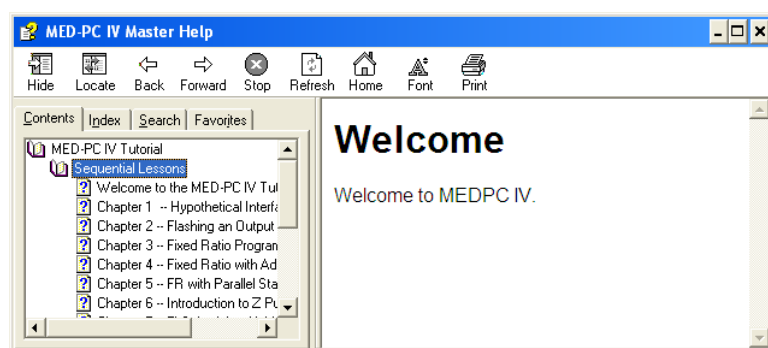 MED-PC IV Master Help
Hide Locate Back Forward Stop Refresh Home Font Print
Contents Index Search Favorites
MED-PC IV Tutorial
Sequential Lessons
Welcome to the MED-PC IV Tu
Chapter 1 -- Hypothetical Interfa
Chapter 2 -- Flashing an Output
Chapter 3 -- Fixed Ratio Program
Chapter 4 -- Fixed Ratio with Ad
Chapter 5 -- FR with Parallel Sta
Chapter 6 -- Introduction to Z Pu
Welcome
Welcome to MEDPC IV.